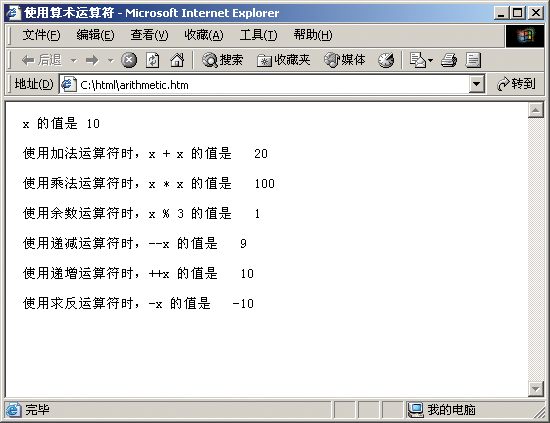 使用算术运算符 - Microsoft Internet Explorer
文件(F) 编辑(E) 查看(V) 收藏(A) 工具(T) 帮助(H)
后退 搜索 收藏夹 媒体
地址(D) C:\html\arithmetic.htm 转到
x 的值是 10
使用加法运算符时，x + x 的值是 20
使用乘法运算符时，x * x 的值是 100
使用余数运算符时，x % 3 的值是 1
使用递减运算符时，--x 的值是 9
使用递增运算符时，++x 的值是 10
使用求反运算符时，-x 的值是 -10
完毕 我的电脑